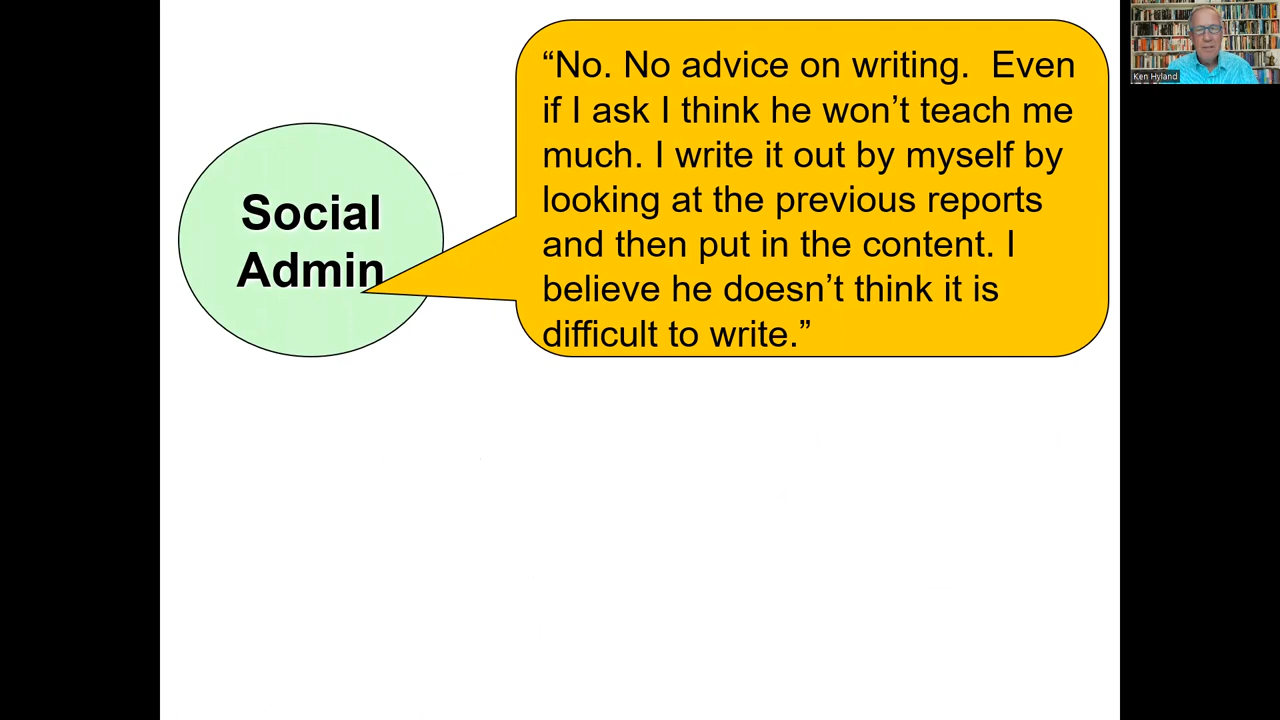 Social
Admin
“No. No advice on writing.  Even
if I ask I think he won’t teach me
much. I write it out by myself by
looking at the previous reports
and then put in the content. I
believe he doesn’t think it is
difficult to write.”
Ken Hyland